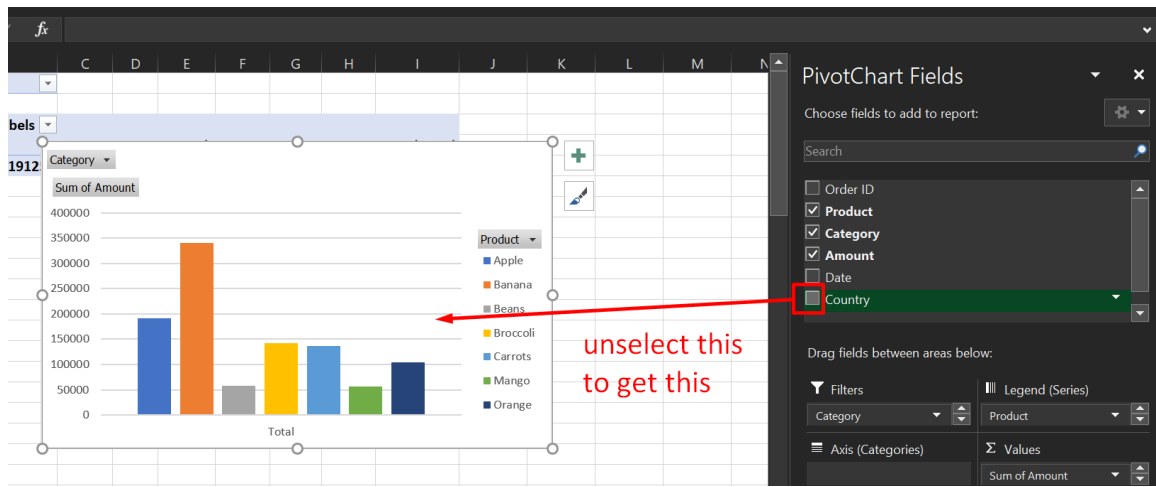 fx
C D E F G H I J K L M N
bels
1912
Category
Sum of Amount
400000
350000
300000
250000
200000
150000
100000
50000
0
Total
Product
Apple
Banana
Beans
Broccoli
Carrots
Mango
Orange
unselect this
to get this
PivotChart Fields
Choose fields to add to report:
Search
Order ID
Product
Category
Amount
Date
Country
Drag fields between areas below:
Filters
Category
Legend (Series)
Product
Axis (Categories)
Σ Values
Sum of Amount